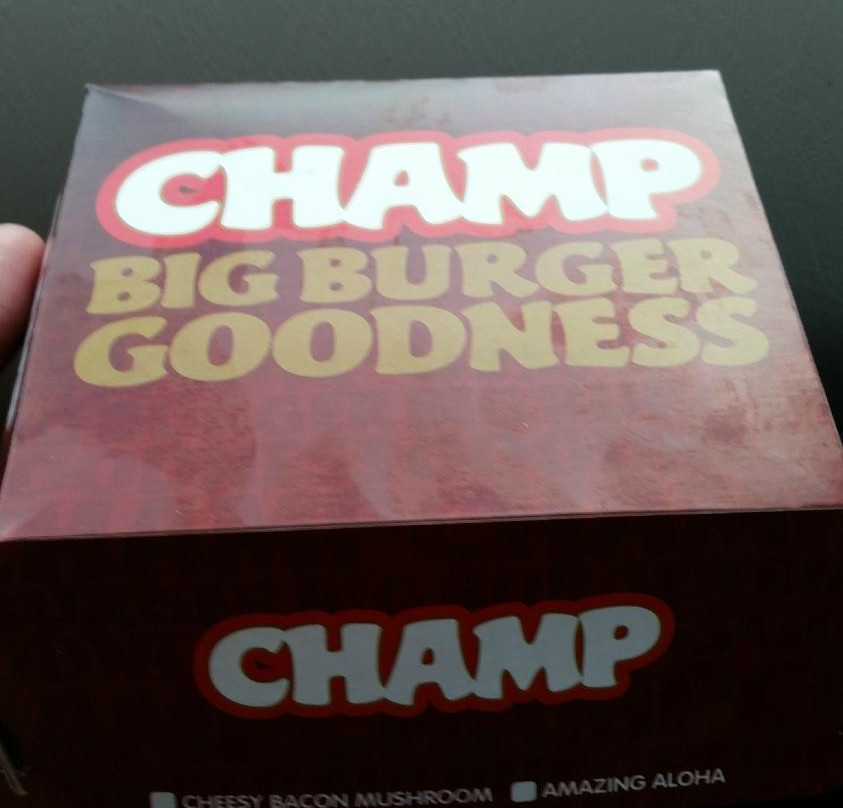 CHAMP
BIG BURGER
GOODNESS
CHAMP
CHEESY BACON MUSHROOM AMAZING ALOHA